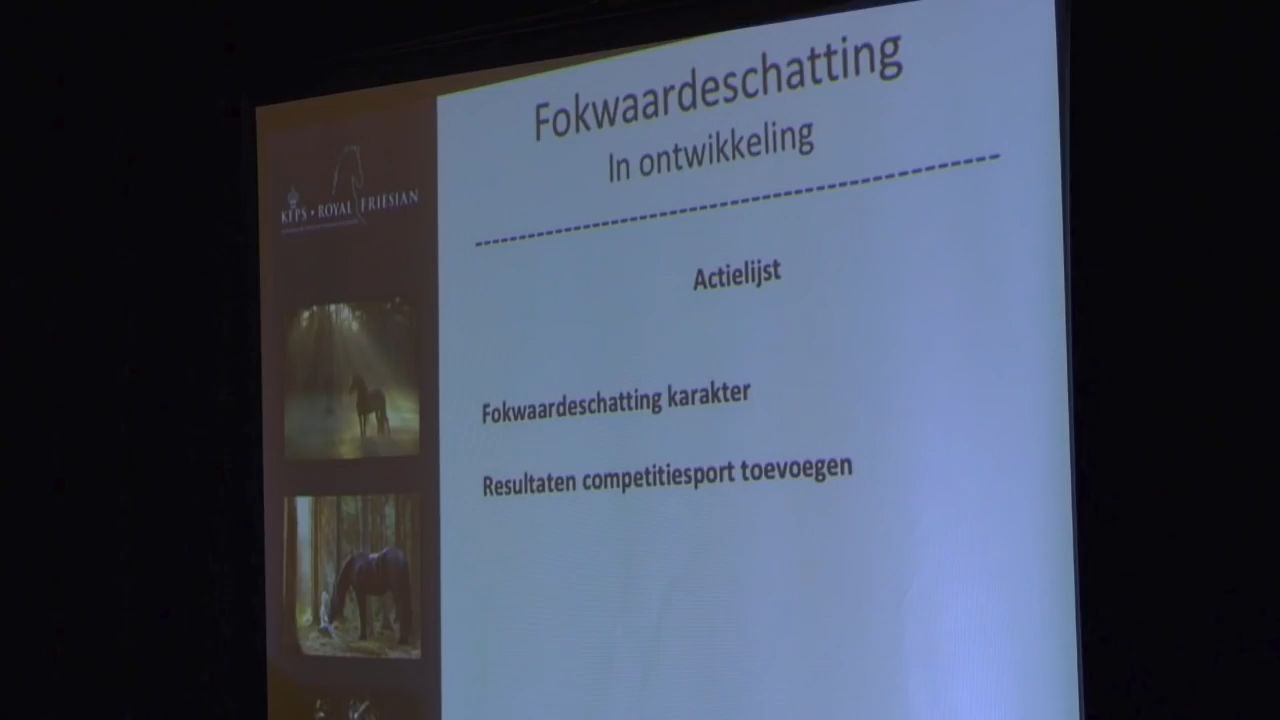 Fokwaardeschatting
In ontwikkeling
KFPS • ROYAL FRIESIAN
Actielijst
Fokwaardeschatting karakter
Resultaten competitiesport toevoegen